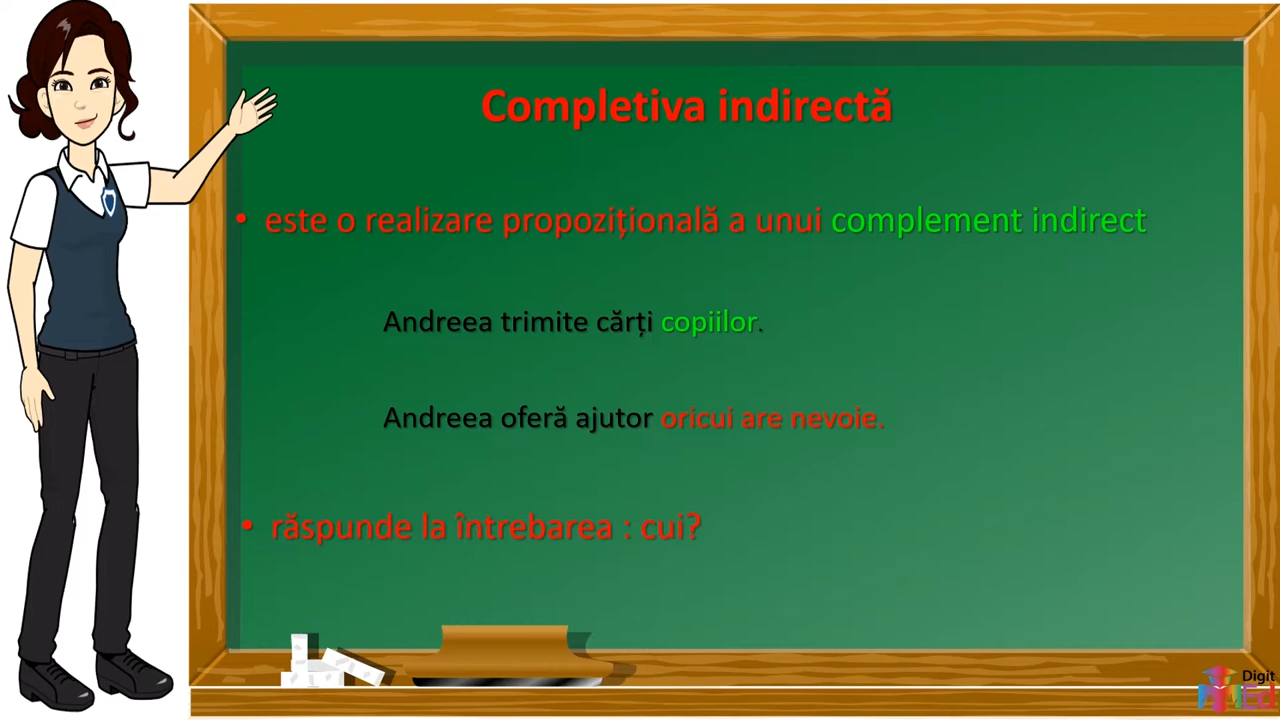 Completiva indirectă
• este o realizare propozițională a unui complement indirect
Andreea trimite cărți copiilor.
Andreea oferă ajutor oricui are nevoie.
• răspunde la întrebarea : cui?
Digit